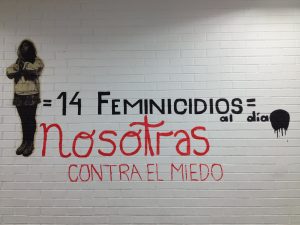 =14 FEMINICIDIOS=
al día
Nosotras
CONTRA EL MIEDO